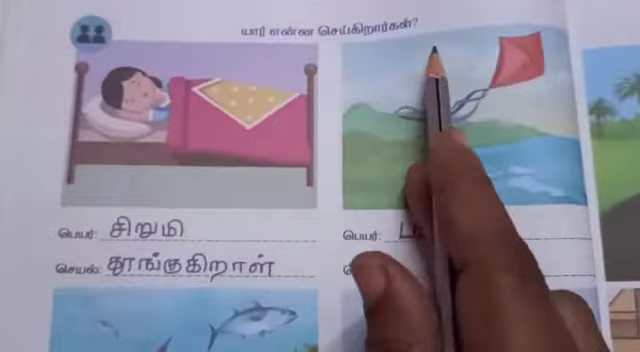 யார் என்ன செய்கிறார்கள்?
பெயர்: சிறுமி
பெயர்:
செயல்: தூங்குகிறாள்